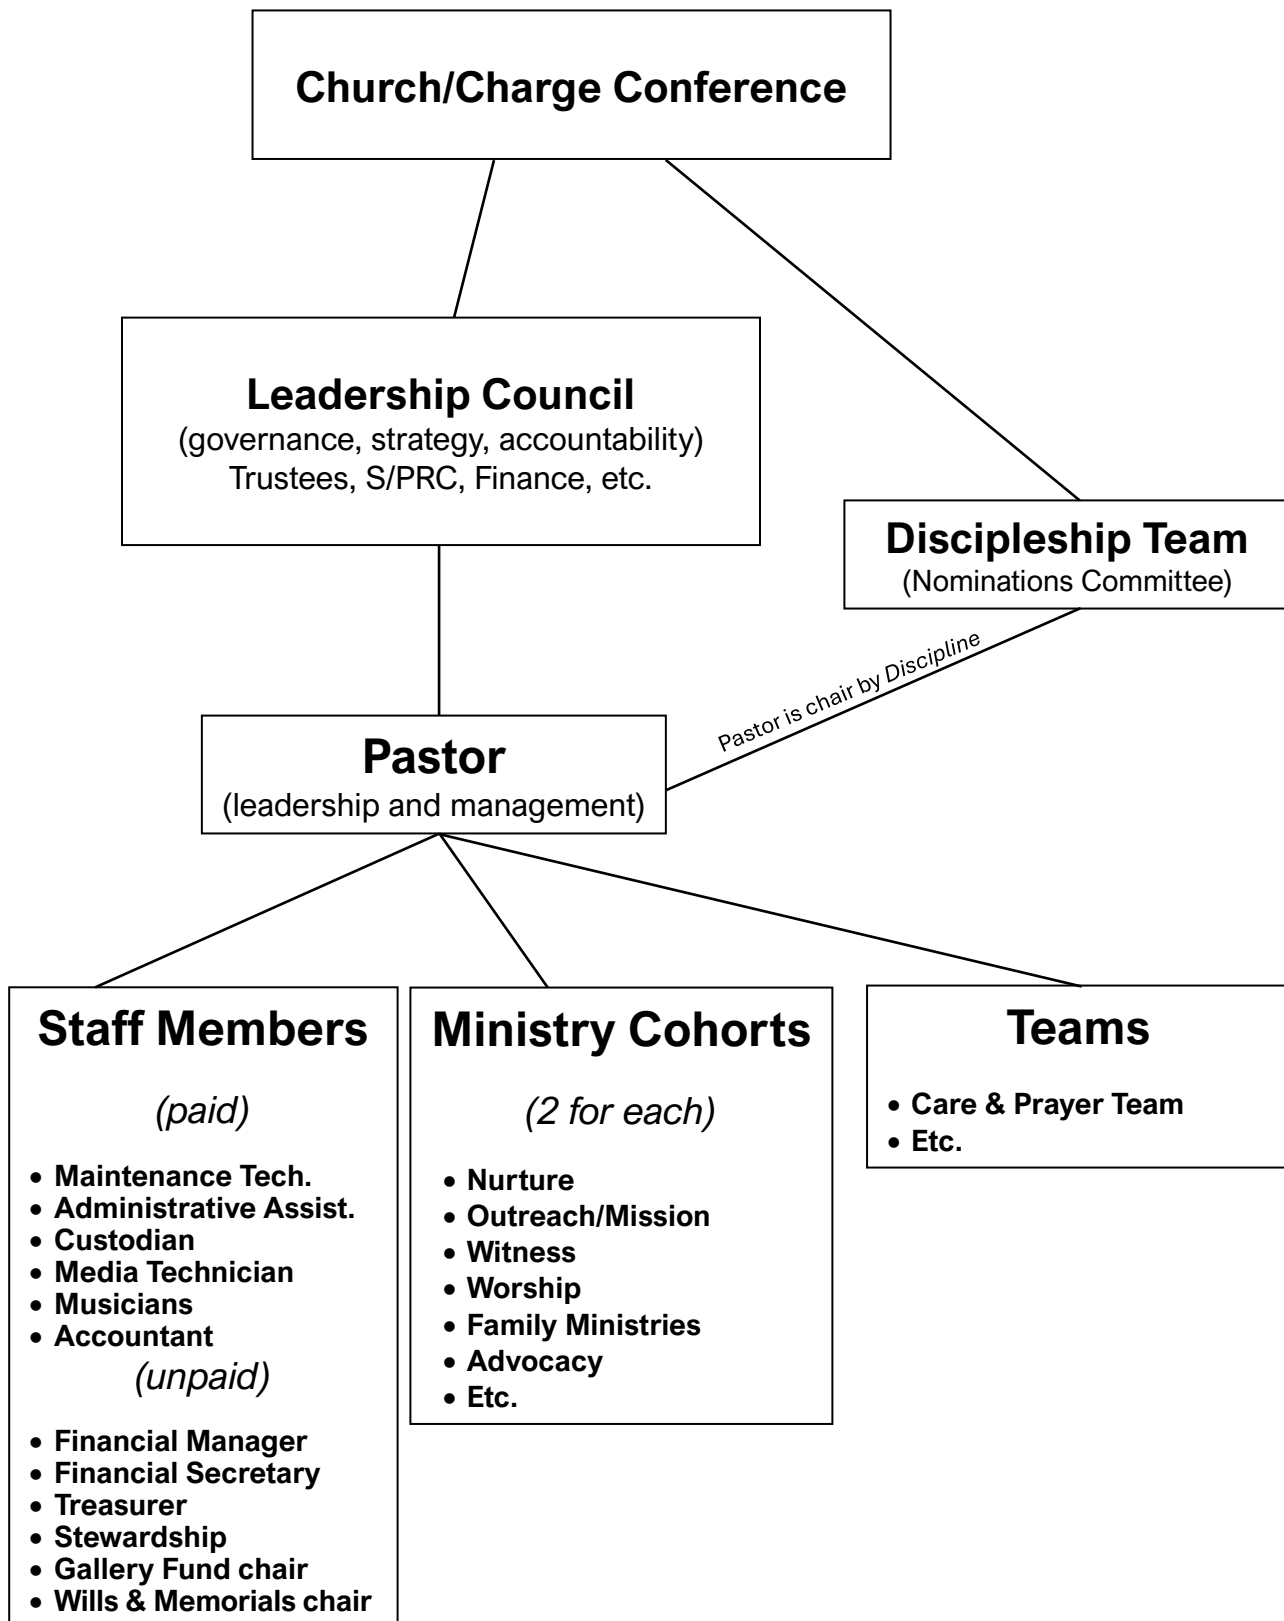 Church/Charge Conference
Leadership Council
(governance, strategy, accountability)
Trustees, S/PRC, Finance, etc.
Discipleship Team
(Nominations Committee)
Pastor is chair by Discipline
Pastor
(leadership and management)
Staff Members
(paid)
• Maintenance Tech.
• Administrative Assist.
• Custodian
• Media Technician
• Musicians
• Accountant
(unpaid)
• Financial Manager
• Financial Secretary
• Treasurer
• Stewardship
• Gallery Fund chair
• Wills & Memorials chair
Ministry Cohorts
(2 for each)
• Nurture
• Outreach/Mission
• Witness
• Worship
• Family Ministries
• Advocacy
• Etc.
Teams
• Care & Prayer Team
• Etc.